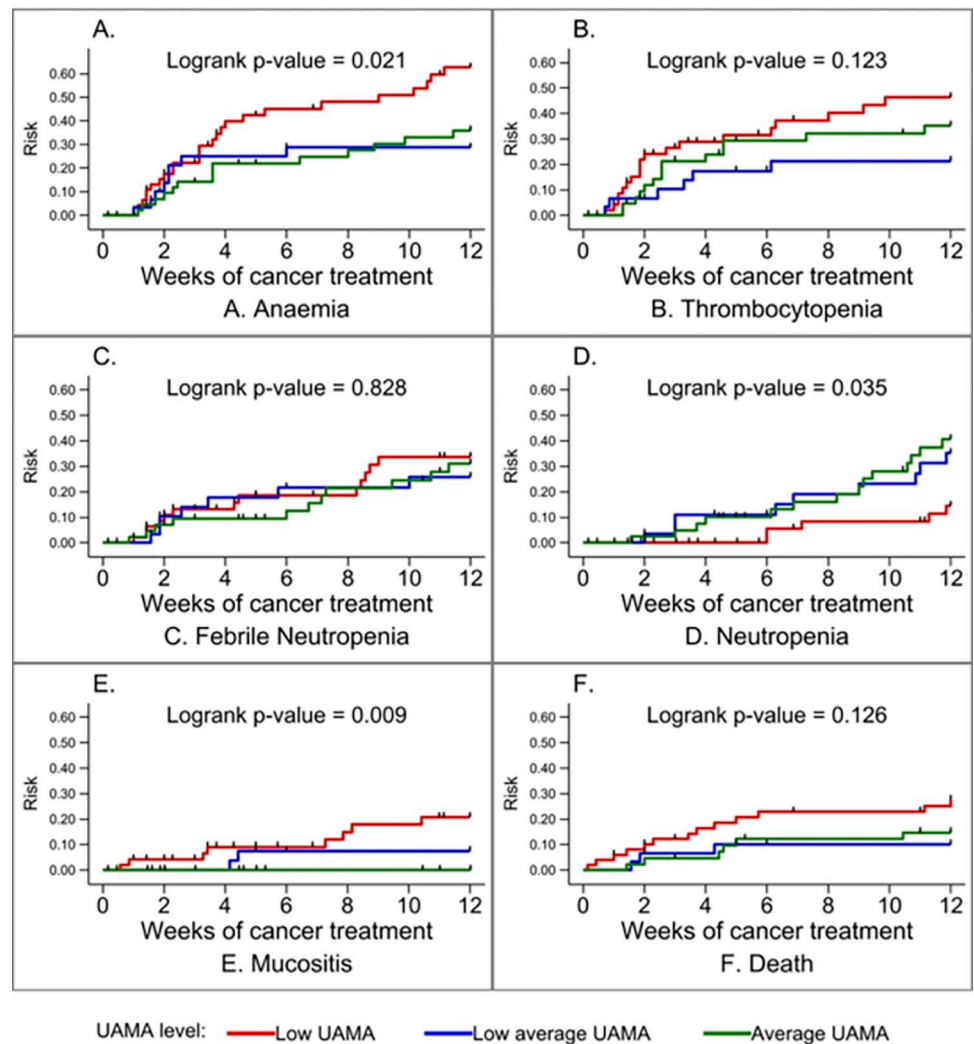 A.
Logrank p-value = 0.021
0.60
0.50
0.40
0.30
0.20
0.10
0.00
Risk
0 2 4 6 8 10 12
Weeks of cancer treatment
A. Anaemia
B.
Logrank p-value = 0.123
0.60
0.50
0.40
0.30
0.20
0.10
0.00
Risk
0 2 4 6 8 10 12
Weeks of cancer treatment
B. Thrombocytopenia
C.
Logrank p-value = 0.828
0.60
0.50
0.40
0.30
0.20
0.10
0.00
Risk
0 2 4 6 8 10 12
Weeks of cancer treatment
C. Febrile Neutropenia
D.
Logrank p-value = 0.035
0.60
0.50
0.40
0.30
0.20
0.10
0.00
Risk
0 2 4 6 8 10 12
Weeks of cancer treatment
D. Neutropenia
E.
Logrank p-value = 0.009
0.60
0.50
0.40
0.30
0.20
0.10
0.00
Risk
0 2 4 6 8 10 12
Weeks of cancer treatment
E. Mucositis
F.
Logrank p-value = 0.126
0.60
0.50
0.40
0.30
0.20
0.10
0.00
Risk
0 2 4 6 8 10 12
Weeks of cancer treatment
F. Death
UAMA level: Low UAMA Low average UAMA Average UAMA